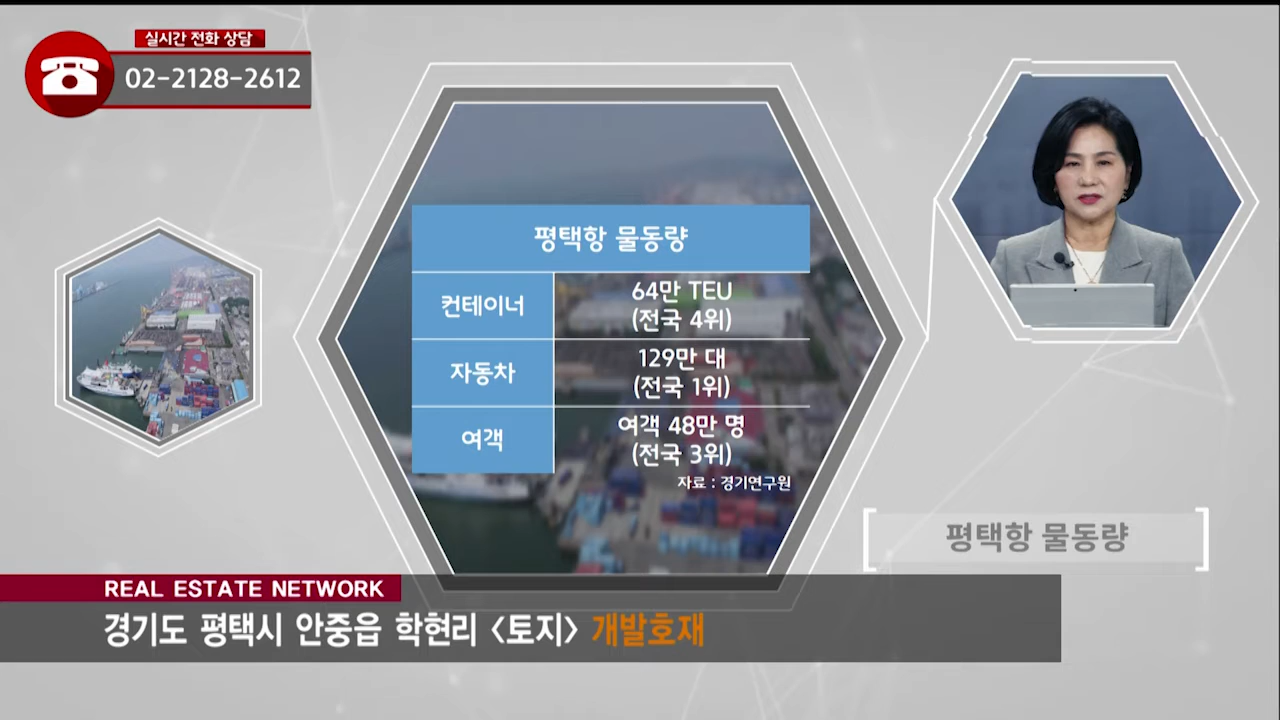 실시간 전화 상담
02-2128-2612
평택항 물동량
컨테이너
64만 TEU
(전국 4위)
자동차
129만 대
(전국 1위)
여객
여객 48만 명
(전국 3위)
자료 : 경기연구원
평택항 물동량
REAL ESTATE NETWORK
경기도 평택시 안중읍 학현리 <토지> 개발호재